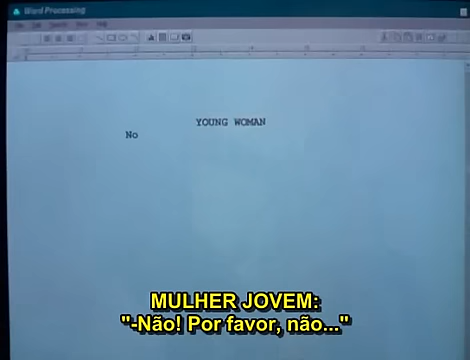 Word Processing
YOUNG WOMAN
No
MULHER JOVEM:
"-Não! Por favor, não..."